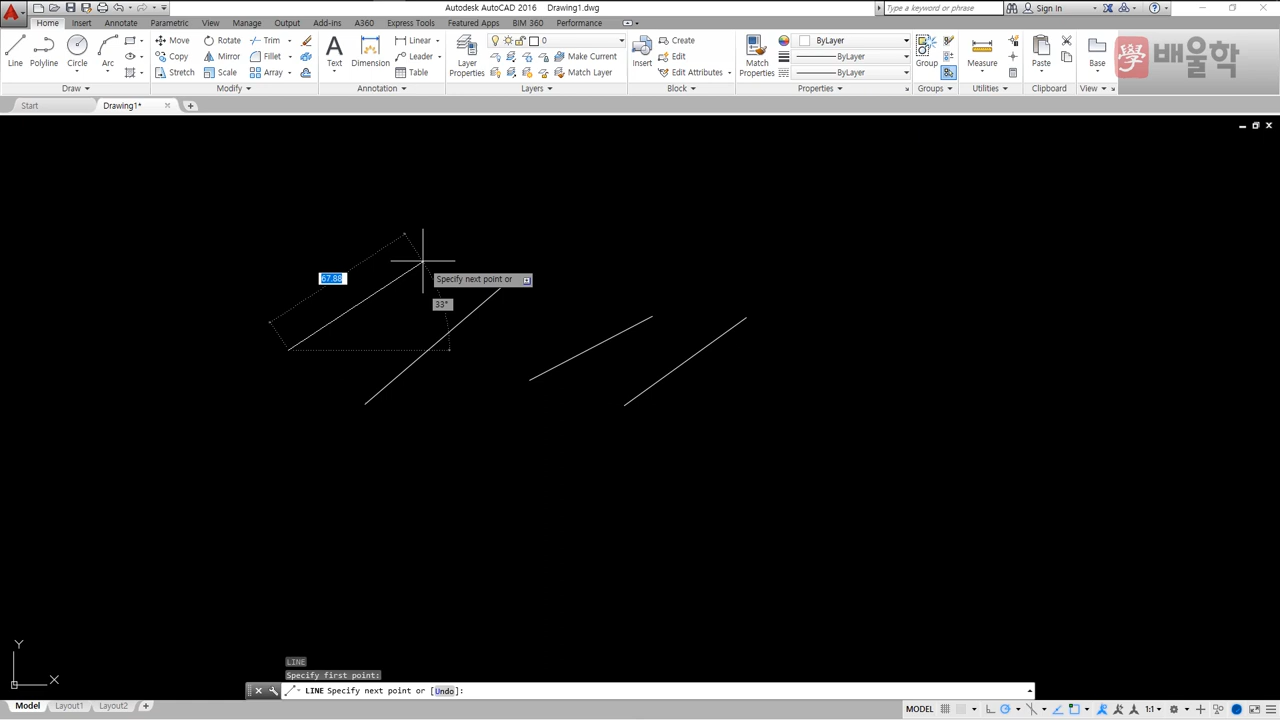 Autodesk AutoCAD 2016 Drawing1.dwg
Type a keyword or phrase
Sign In
Home Insert Annotate Parametric View Manage Output Add-ins A360 Express Tools Featured Apps BIM 360 Performance
Line
Polyline
Circle
Arc
Move
Copy
Stretch
Rotate
Mirror
Scale
Trim
Fillet
Array
Text
Dimension
Linear
Leader
Table
Layer
Properties
0
Make Current
Match Layer
Insert
Create
Edit
Edit Attributes
Match
Properties
ByLayer
ByLayer
ByLayer
Group
Measure
Paste
Base
學 배울학
Draw
Modify
Annotation
Layers
Block
Properties
Groups
Utilities
Clipboard
View
Start
Drawing1*
67.88
Specify next point or
33°
Y
X
LINE
Specify first point:
LINE Specify next point or [Undo]:
Model Layout1 Layout2
MODEL
1:1